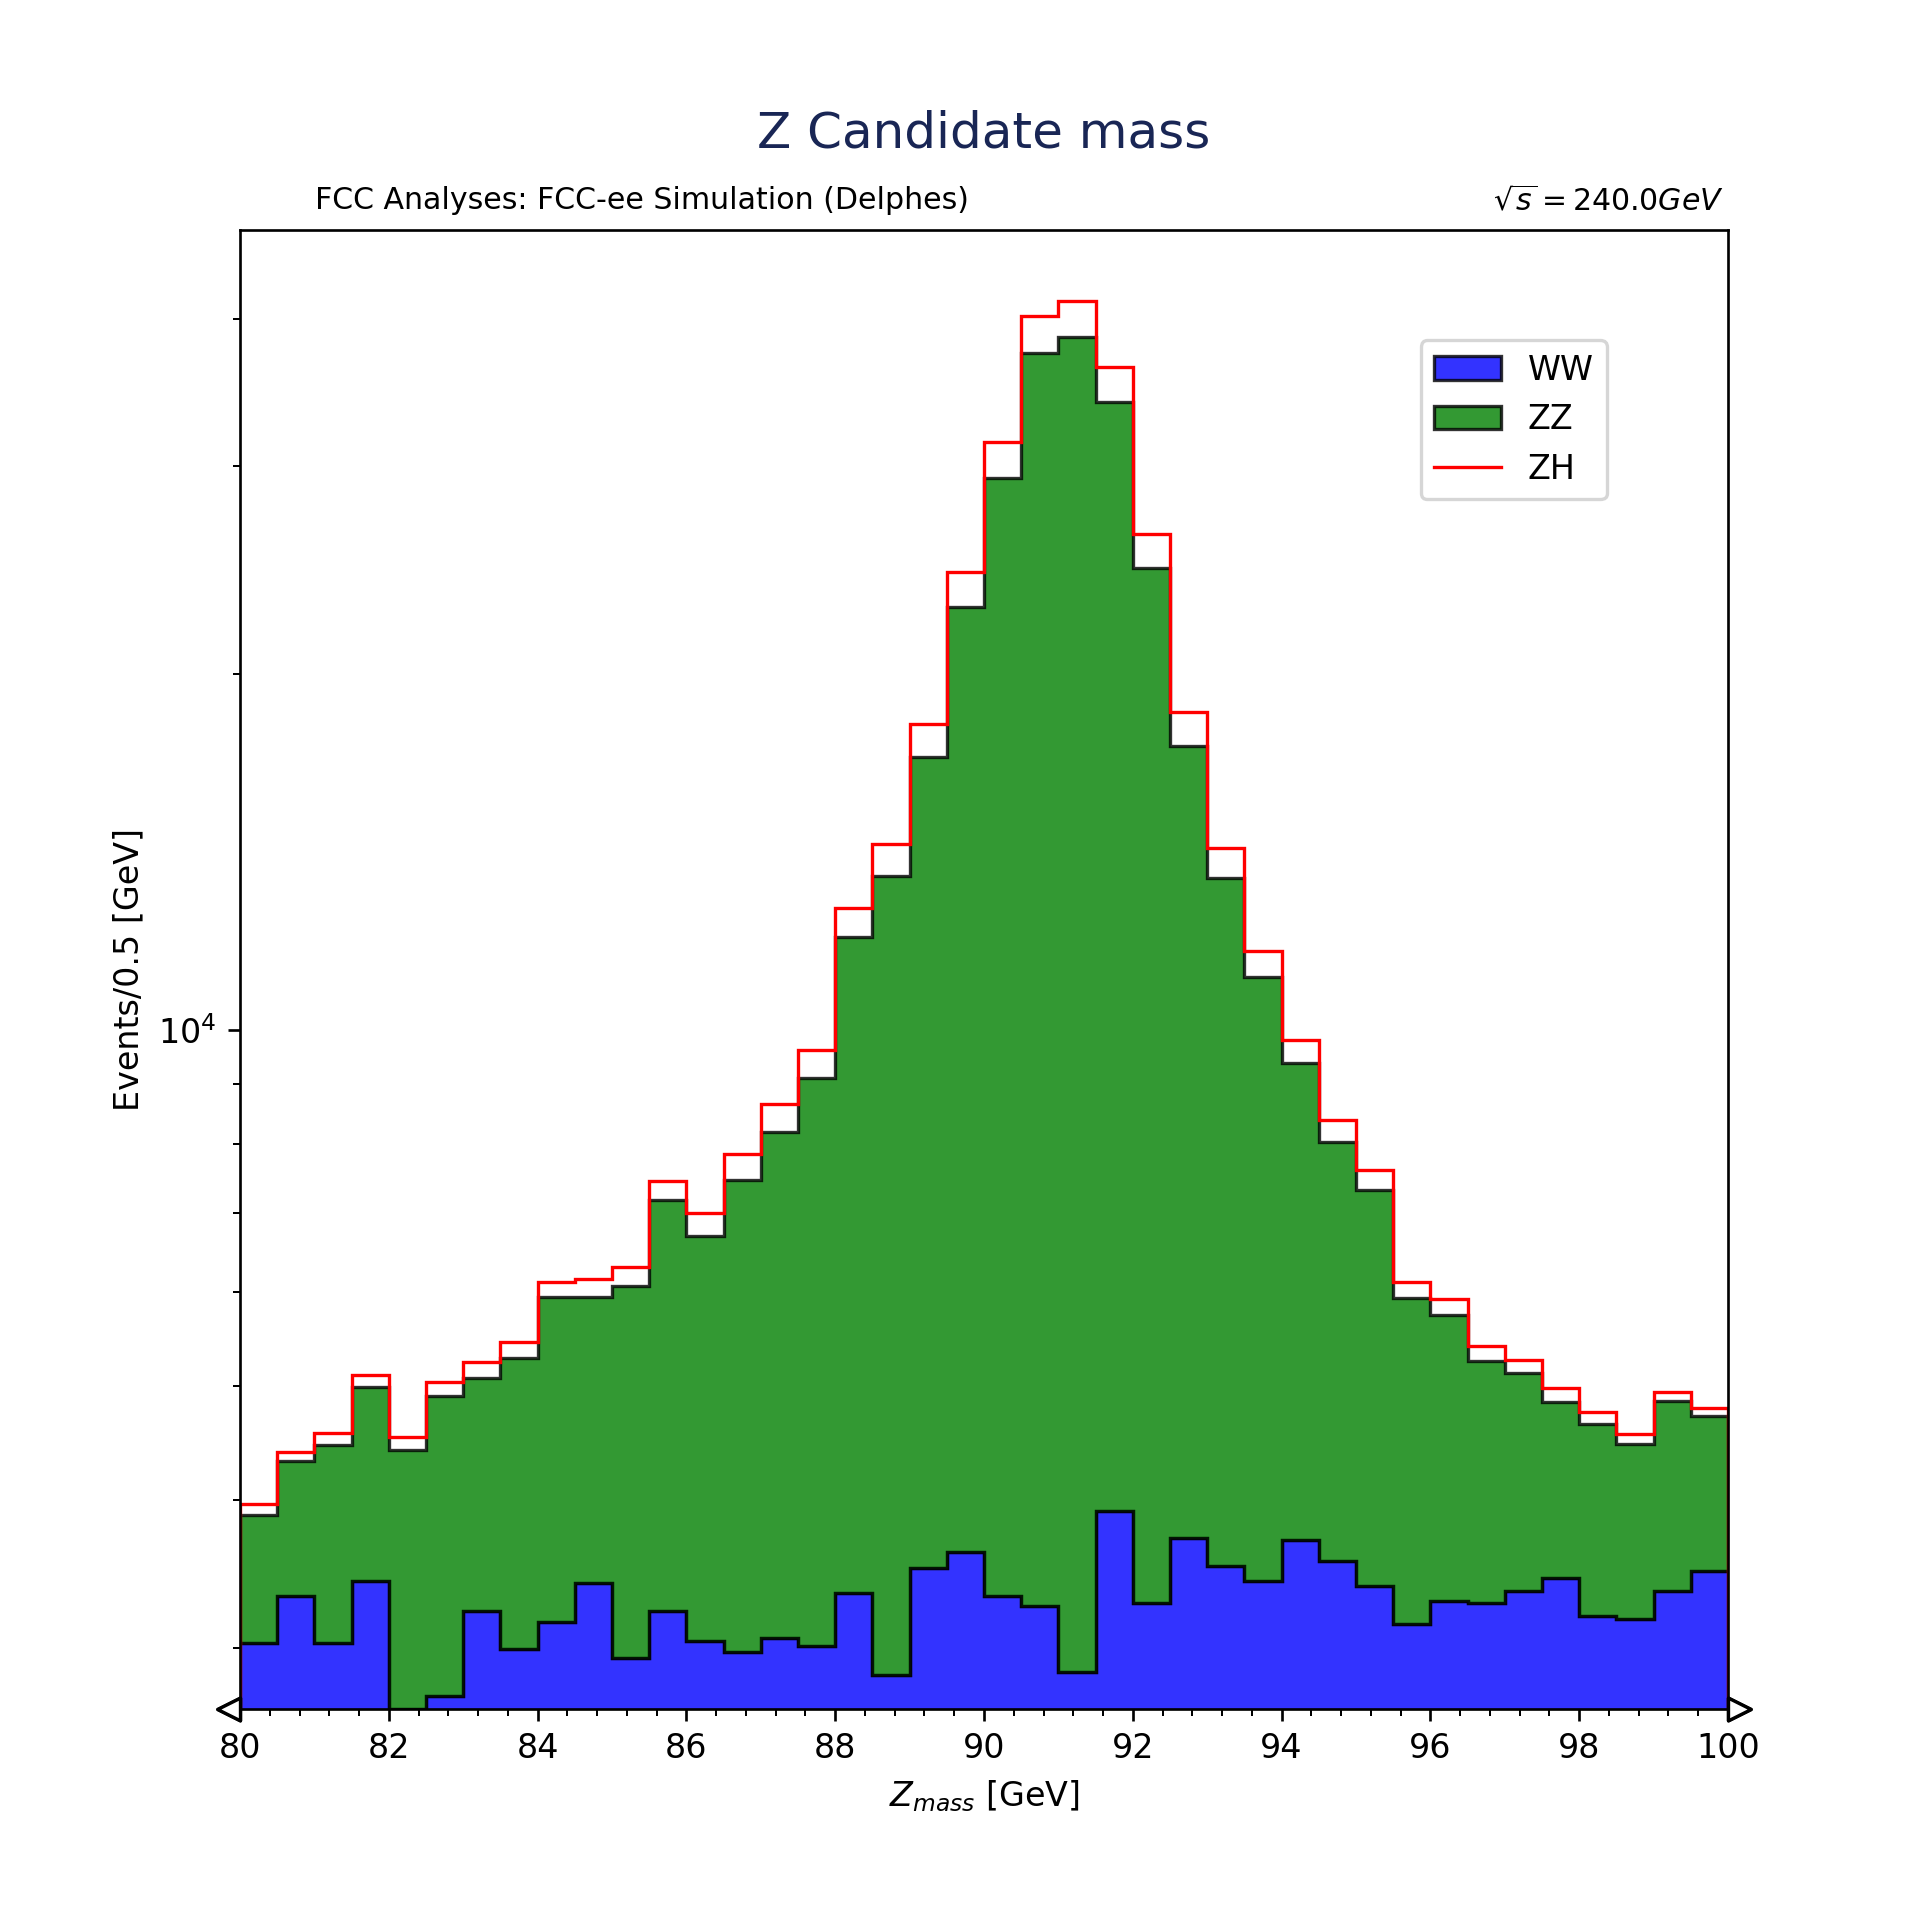 Z Candidate mass
FCC Analyses: FCC-ee Simulation (Delphes)
√s = 240.0GeV
WW
ZZ
ZH
Events/0.5 [GeV]
10⁴
80 82 84 86 88 90 92 94 96 98 100
Z_mass [GeV]